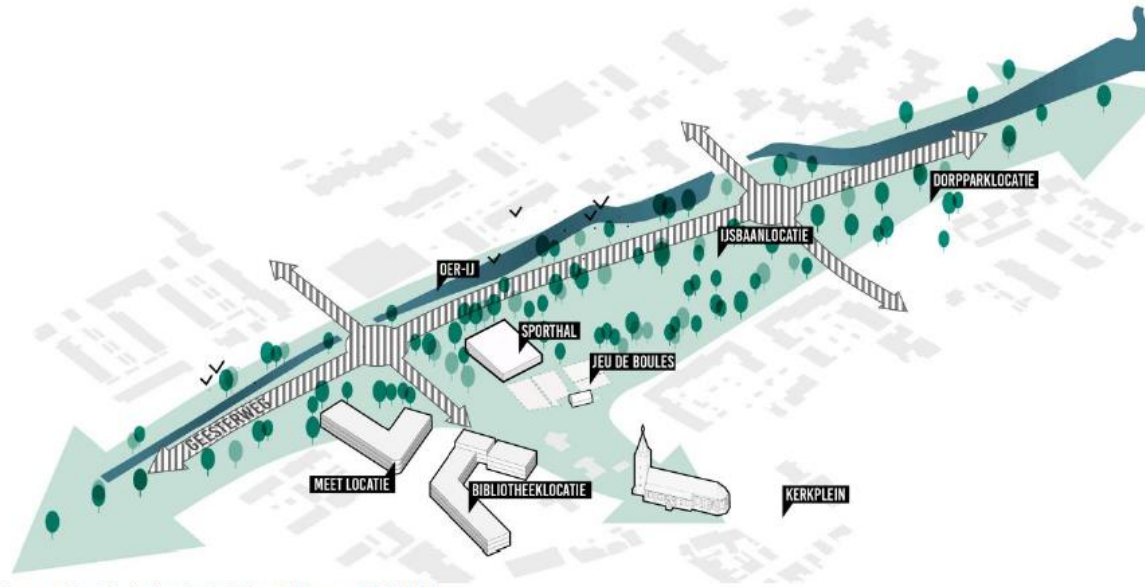 DORPPARKLOCATIE
IJSBAANLOCATIE
OER-IJ
SPORTHAL
JEU DE BOULES
GEESTERWEG
MEET LOCATIE
BIBLIOTHEEKLOCATIE
KERKPLEIN